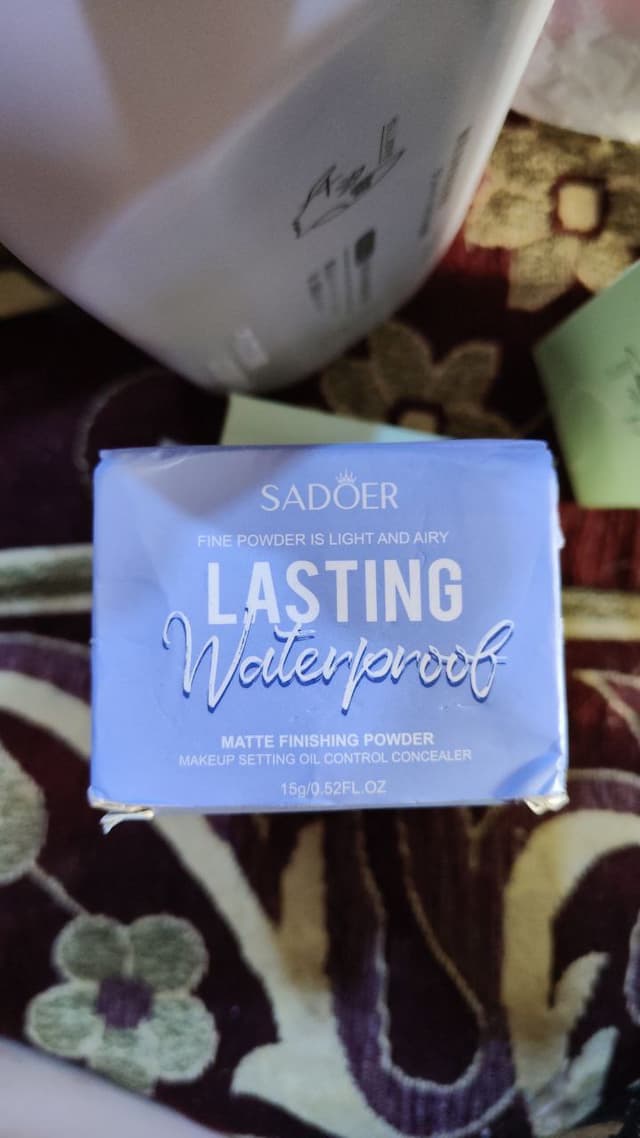 SADOER
FINE POWDER IS LIGHT AND AIRY
LASTING
Waterproof
MATTE FINISHING POWDER
MAKEUP SETTING OIL CONTROL CONCEALER
15g/0.52FL.OZ